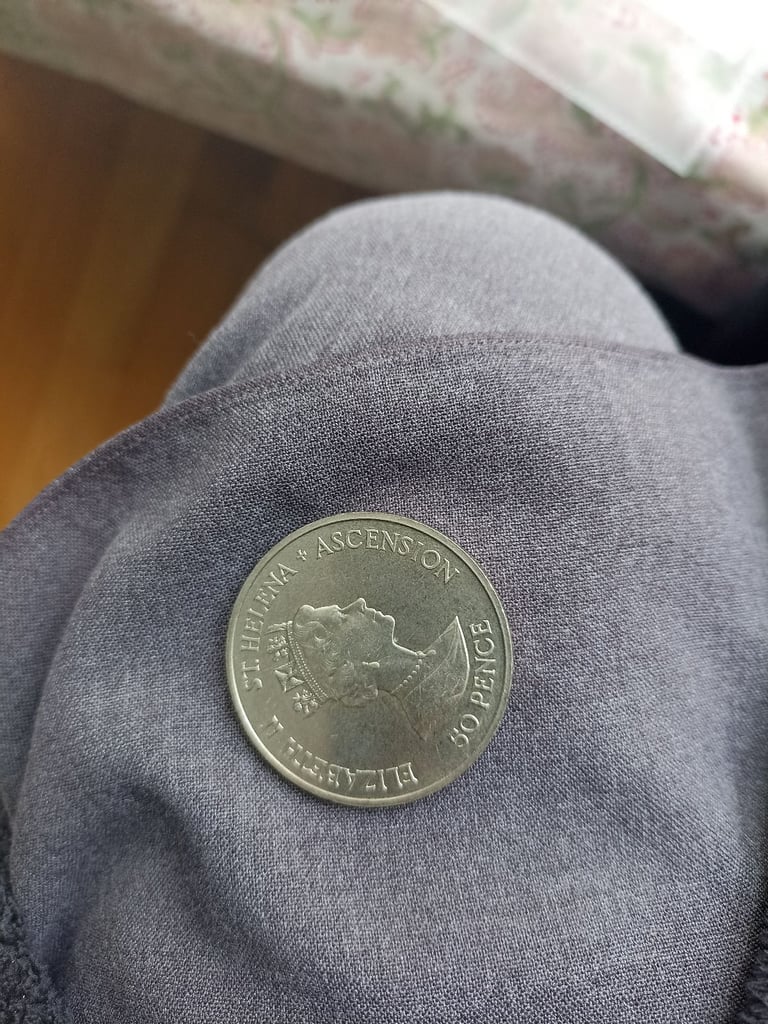 ELIZABETH II ST. HELENA + ASCENSION
50 PENCE